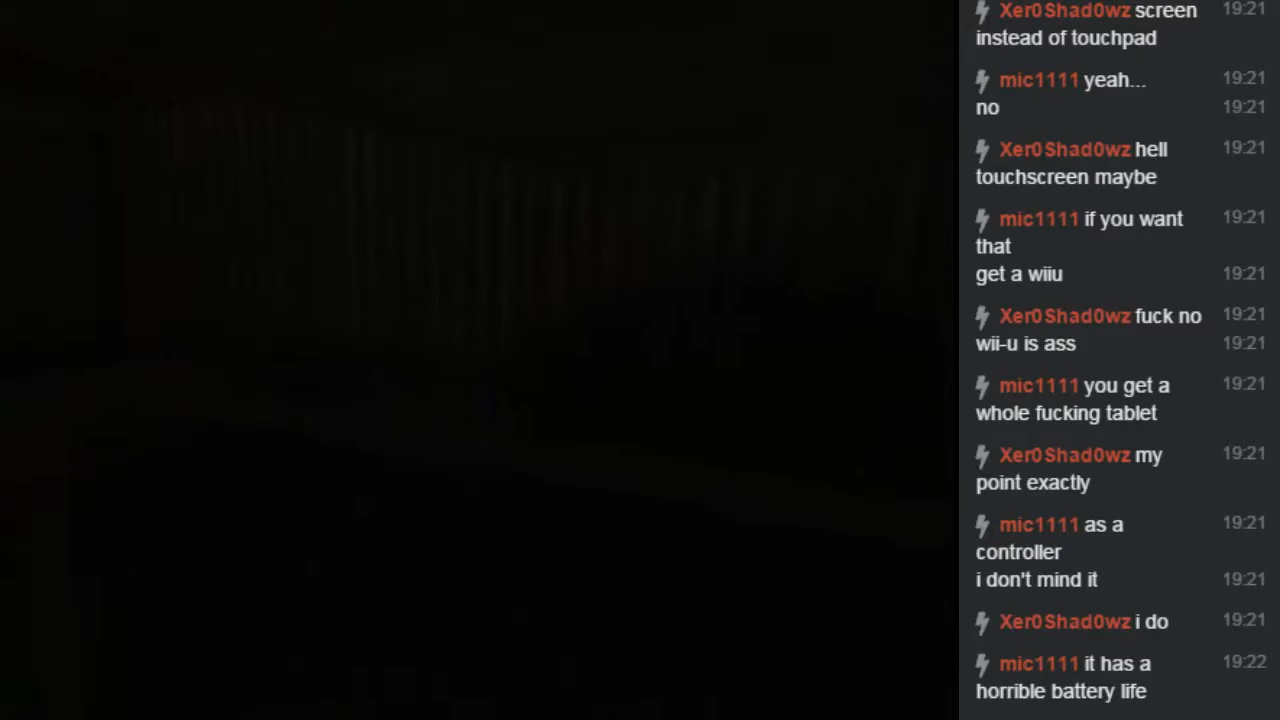 Xer0Shad0wz screen 19:21
instead of touchpad
mic1111 yeah... 19:21
no 19:21
Xer0Shad0wz hell 19:21
touchscreen maybe
mic1111 if you want 19:21
that
get a wiiu 19:21
Xer0Shad0wz fuck no 19:21
wii-u is ass 19:21
mic1111 you get a 19:21
whole fucking tablet
Xer0Shad0wz my 19:21
point exactly
mic1111 as a 19:21
controller
i don't mind it 19:21
Xer0Shad0wz i do 19:21
mic1111 it has a 19:22
horrible battery life